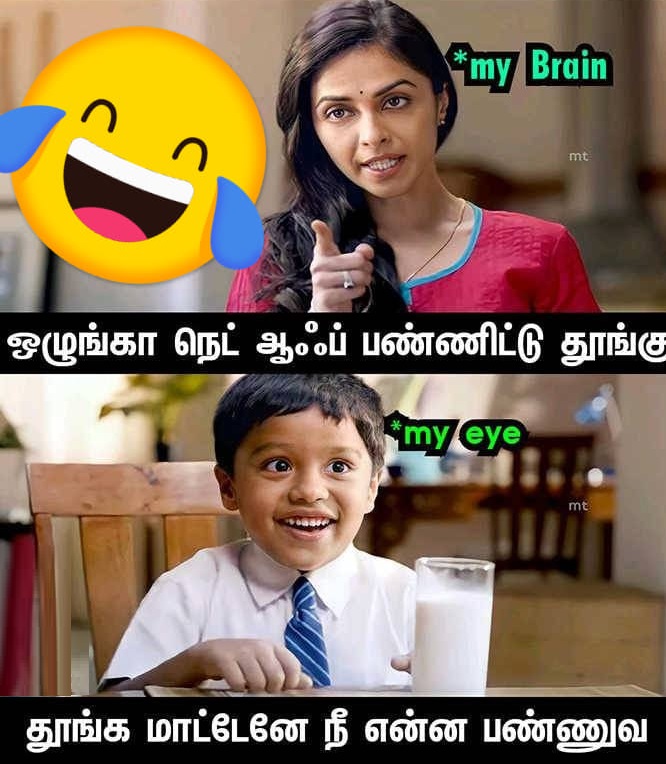 *my Brain
mt
ஒழுங்கா நெட் ஆஃப் பண்ணிட்டு தூங்கு
*my eye
mt
தூங்க மாட்டேனே நீ என்ன பண்ணுவ